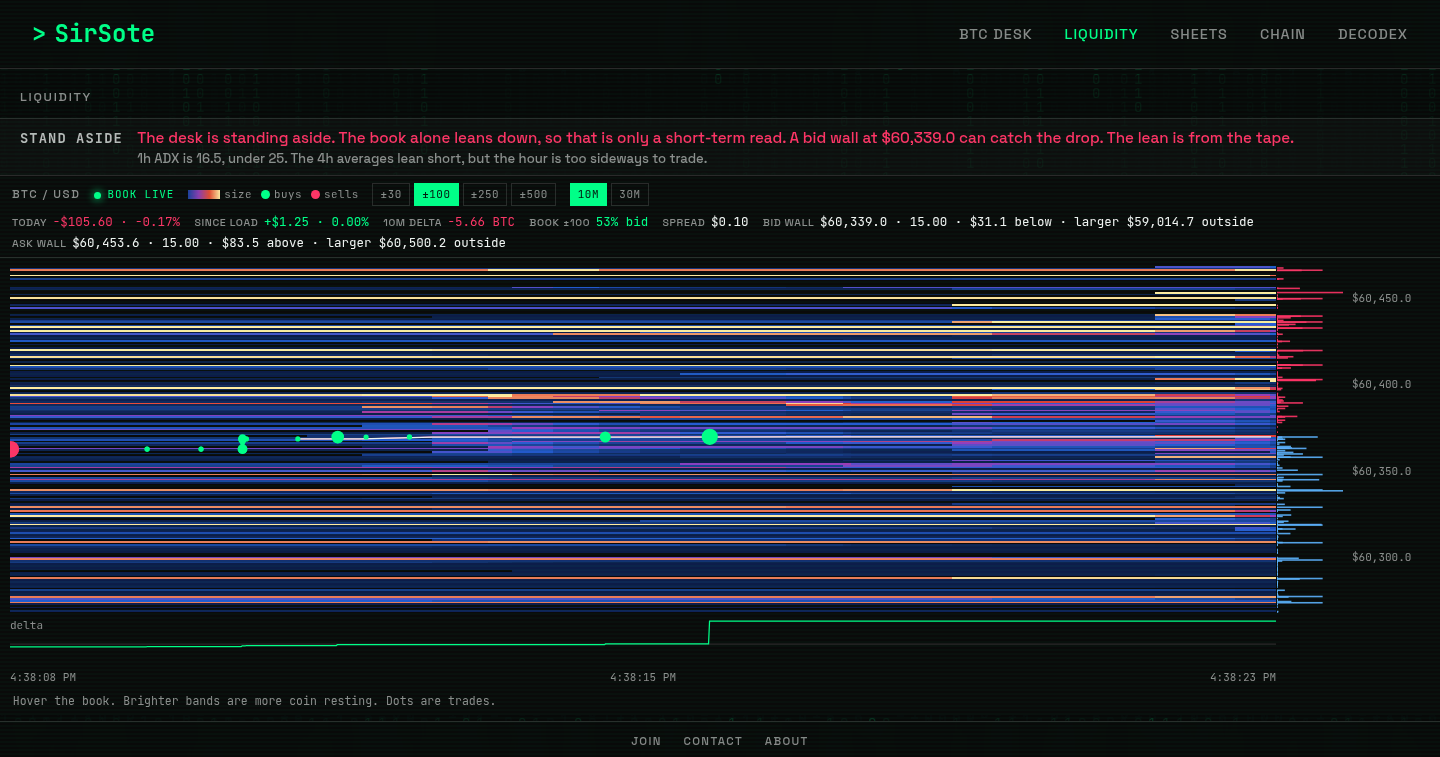 > SirSote
BTC DESK LIQUIDITY SHEETS CHAIN DECODEX
LIQUIDITY
STAND ASIDE The desk is standing aside. The book alone leans down, so that is only a short-term read. A bid wall at $60,339.0 can catch the drop. The lean is from the tape.
1h ADX is 16.5, under 25. The 4h averages lean short, but the hour is too sideways to trade.
BTC / USD BOOK LIVE size buys sells ±30 ±100 ±250 ±500 10M 30M
TODAY -$105.60 · -0.17% SINCE LOAD +$1.25 · 0.00% 10M DELTA -5.66 BTC BOOK ±100 53% bid SPREAD $0.10 BID WALL $60,339.0 · 15.00 · $31.1 below · larger $59,014.7 outside
ASK WALL $60,453.6 · 15.00 · $83.5 above · larger $60,500.2 outside
$60,450.0
$60,400.0
$60,350.0
$60,300.0
delta
4:38:08 PM 4:38:15 PM 4:38:23 PM
Hover the book. Brighter bands are more coin resting. Dots are trades.
JOIN CONTACT ABOUT